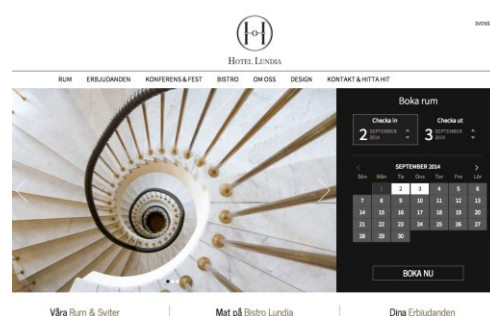 SVENS
H
HOTEL LUNDIA
RUM ERBJUDANDEN KONFERENS & FEST BISTRO OM OSS DESIGN KONTAKT & HITTA HIT
Boka rum
Checka in Checka ut
2 SEPTEMBER 2014 3 SEPTEMBER 2014
SEPTEMBER 2014
Sön Mån Tis Ons Tor Fre Lör
1 2 3 4 5 6
7 8 9 10 11 12 13
14 15 16 17 18 19 20
21 22 23 24 25 26 27
28 29 30
BOKA NU
Våra Rum & Sviter Mat på Bistro Lundia Dina Erbjudanden